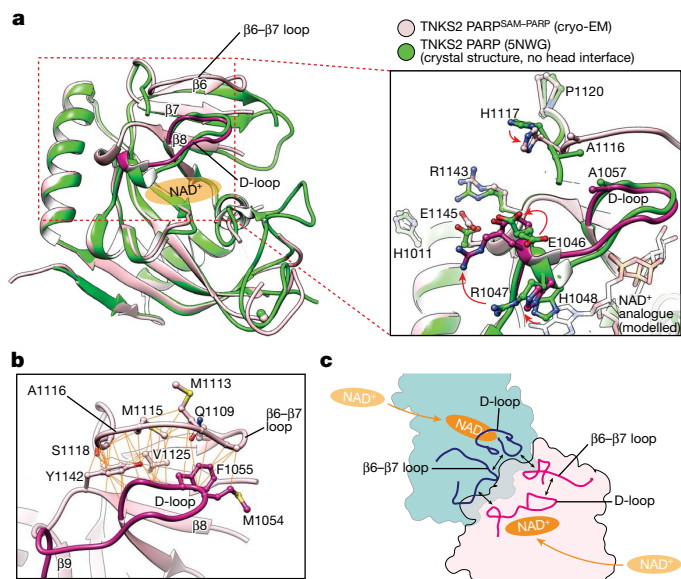 a
β6–β7 loop
TNKS2 PARP^SAM–PARP (cryo-EM)
TNKS2 PARP (5NWG)
(crystal structure, no head interface)
β6
β7
β8
D-loop
NAD+
P1120
H1117
A1116
R1143
A1057
D-loop
E1145
E1046
H1011
R1047
H1048
NAD+
analogue
(modelled)
b
M1113
A1116
M1115
Q1109
β6–β7
loop
S1118
V1125
Y1142
F1055
D-loop
β8
M1054
β9
c
NAD+
D-loop
NAD+
β6–β7 loop
β6–β7 loop
D-loop
NAD+
NAD+